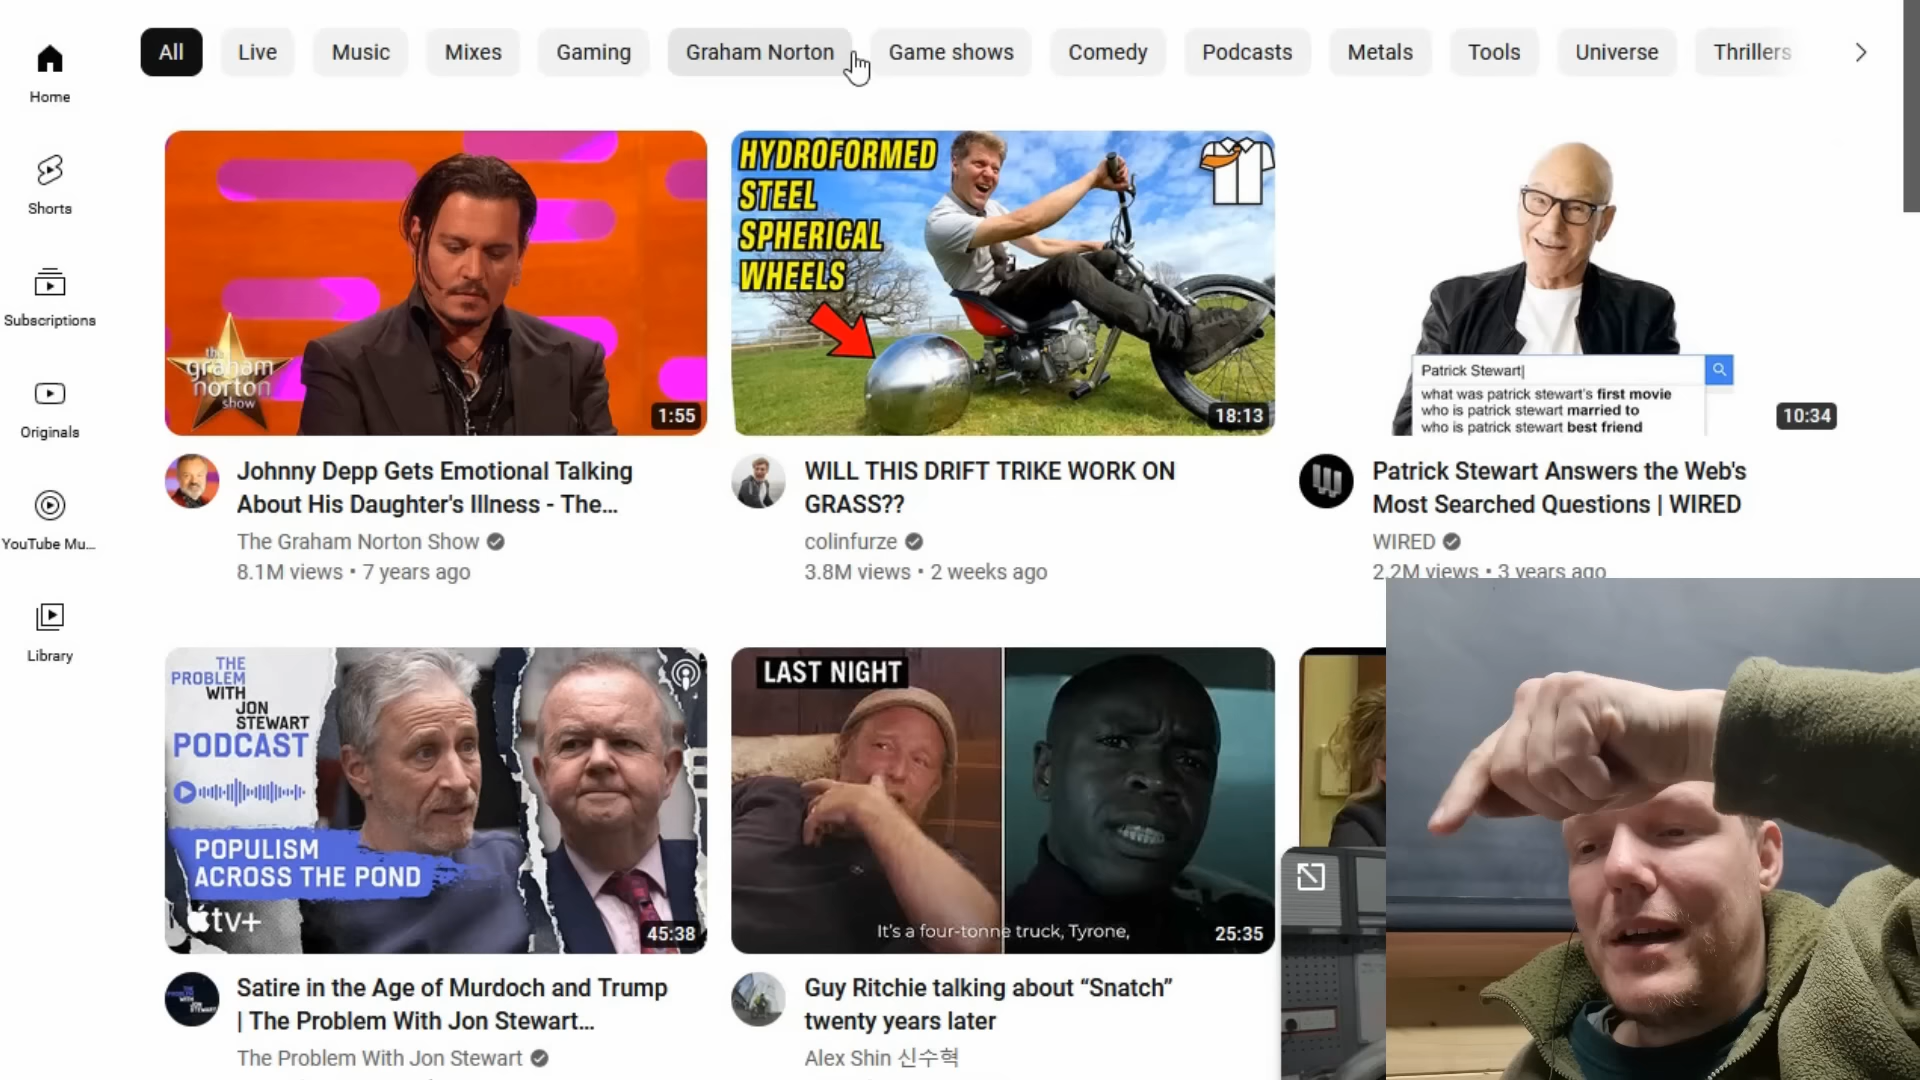 All
Live
Music
Mixes
Gaming
Graham Norton
Game shows
Comedy
Podcasts
Metals
Tools
Universe
Thrillers
Home
Shorts
Subscriptions
Originals
YouTube Mu...
Library
the
graham
norton
show
1:55
Johnny Depp Gets Emotional Talking
About His Daughter's Illness - The...
The Graham Norton Show
8.1M views • 7 years ago
HYDROFORMED
STEEL
SPHERICAL
WHEELS
18:13
WILL THIS DRIFT TRIKE WORK ON
GRASS??
colinfurze
3.8M views • 2 weeks ago
Patrick Stewart|
what was patrick stewart's first movie
who is patrick stewart married to
who is patrick stewart best friend
10:34
Patrick Stewart Answers the Web's
Most Searched Questions | WIRED
WIRED
2.2M views • 3 years ago
THE
PROBLEM
WITH
JON
STEWART
PODCAST
POPULISM
ACROSS THE POND
tv+
45:38
Satire in the Age of Murdoch and Trump
| The Problem With Jon Stewart...
The Problem With Jon Stewart
LAST NIGHT
It's a four-tonne truck, Tyrone,
25:35
Guy Ritchie talking about “Snatch”
twenty years later
Alex Shin 신수혁